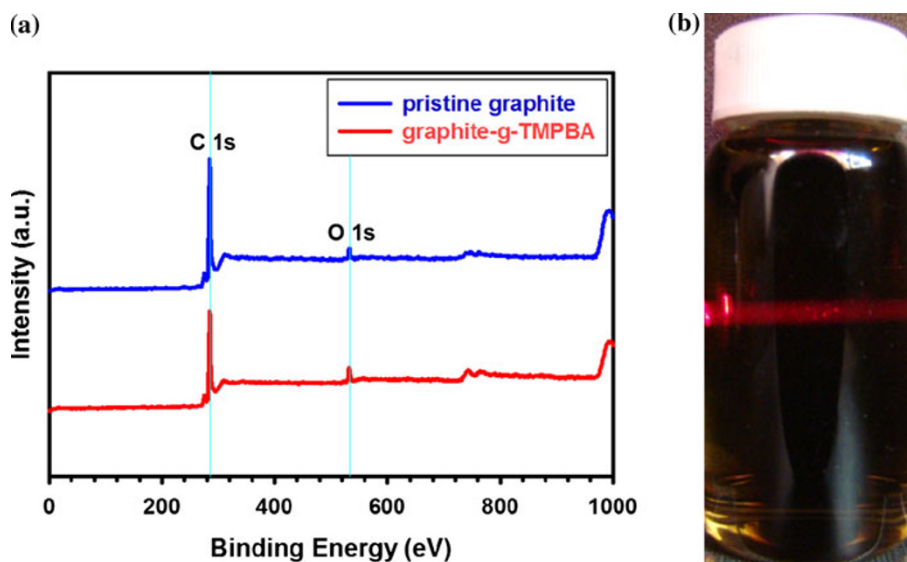 (a)
(b)
pristine graphite
graphite-g-TMPBA
C 1s
O 1s
Intensity (a.u.)
0 200 400 600 800 1000
Binding Energy (eV)